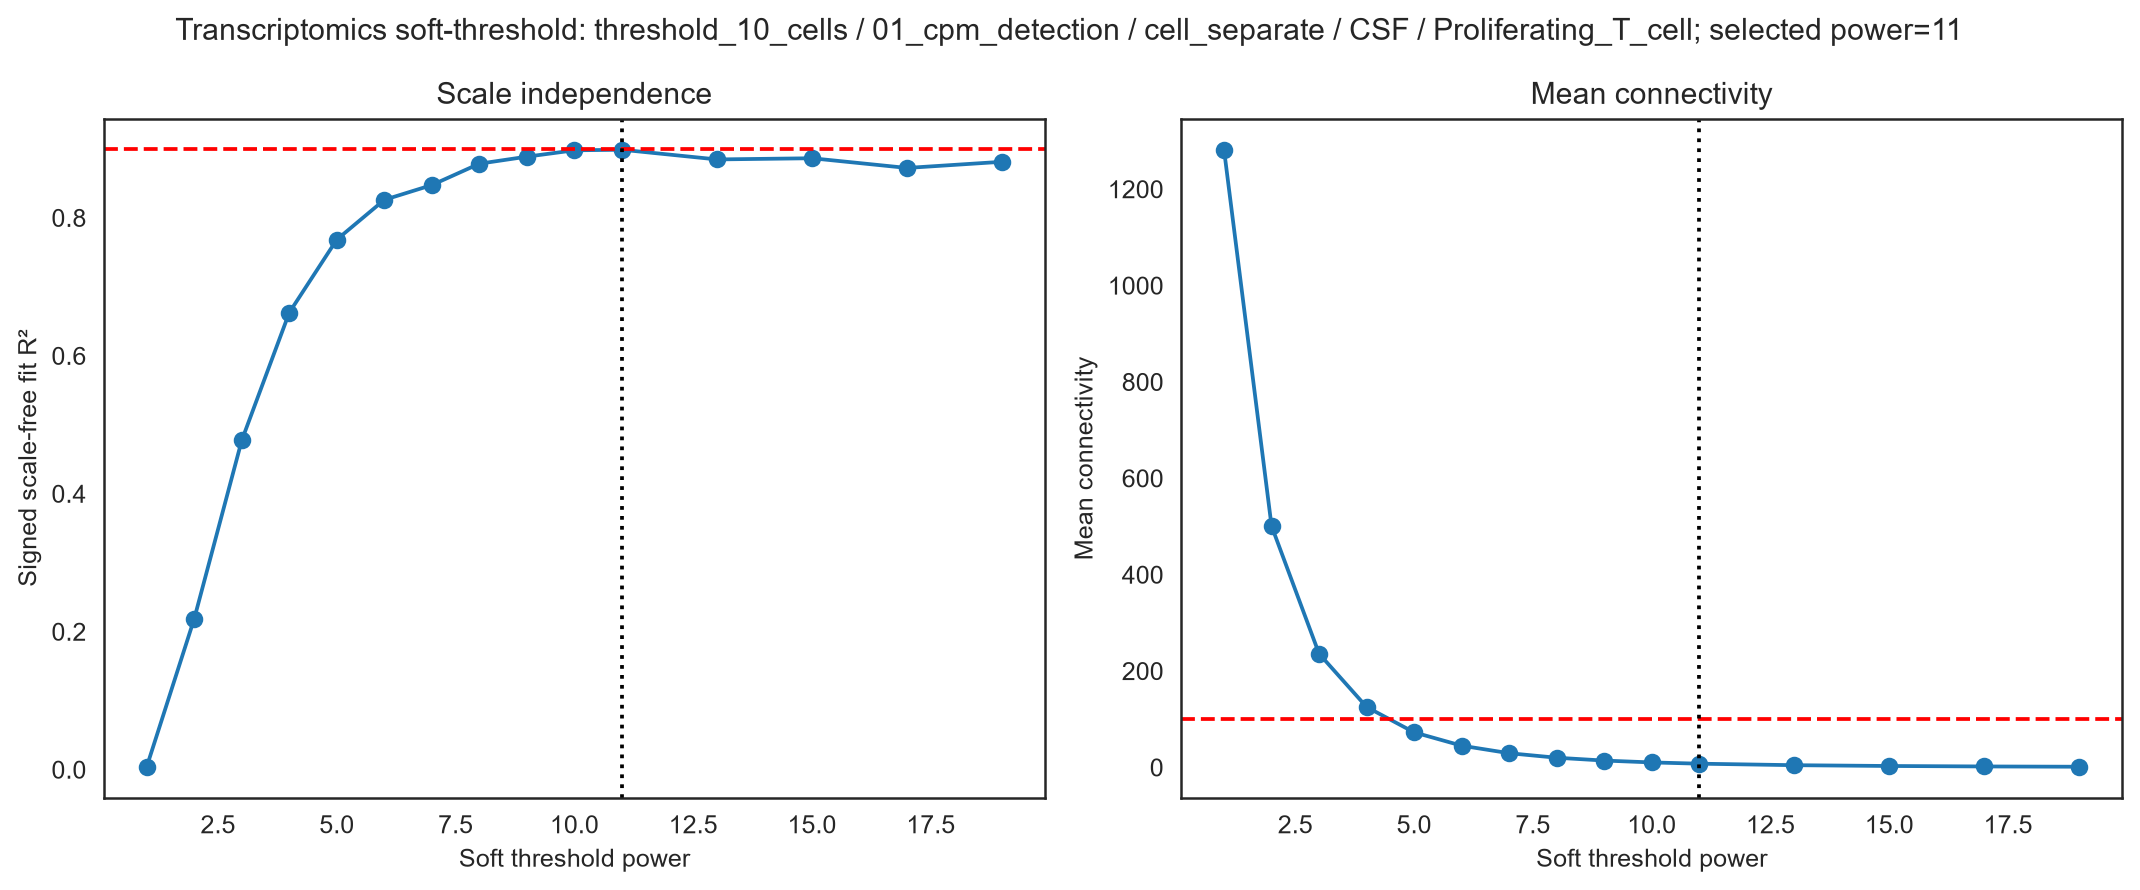 Transcriptomics soft-threshold: threshold_10_cells / 01_cpm_detection / cell_separate / CSF / Proliferating_T_cell; selected power=11
Scale independence
Signed scale-free fit R²
0.8
0.6
0.4
0.2
0.0
2.5 5.0 7.5 10.0 12.5 15.0 17.5
Soft threshold power
Mean connectivity
Mean connectivity
1200
1000
800
600
400
200
0
2.5 5.0 7.5 10.0 12.5 15.0 17.5
Soft threshold power